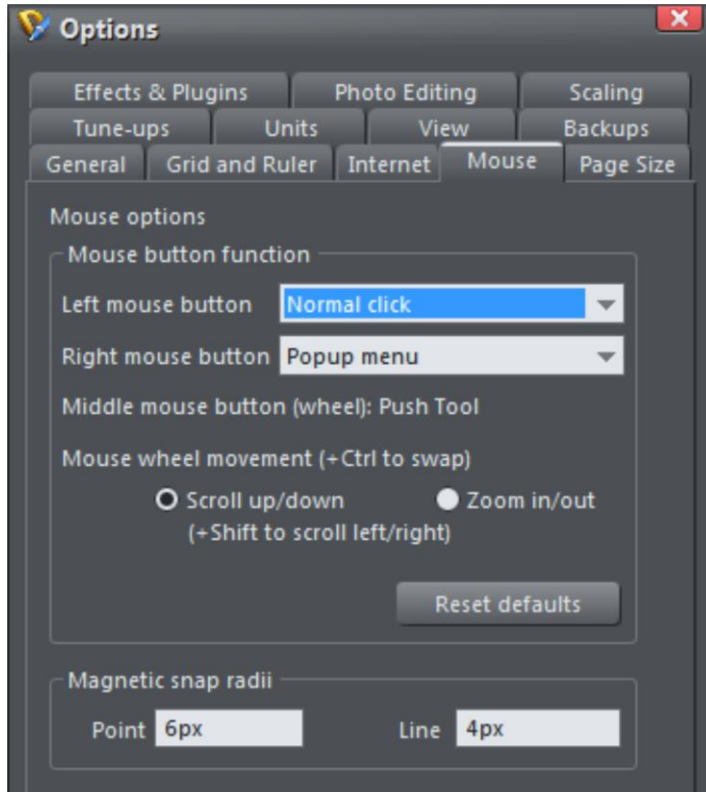 Options
Effects & Plugins Photo Editing Scaling
Tune-ups Units View Backups
General Grid and Ruler Internet Mouse Page Size
Mouse options
Mouse button function
Left mouse button Normal click
Right mouse button Popup menu
Middle mouse button (wheel): Push Tool
Mouse wheel movement (+Ctrl to swap)
Scroll up/down Zoom in/out
(+Shift to scroll left/right)
Reset defaults
Magnetic snap radii
Point 6px Line 4px